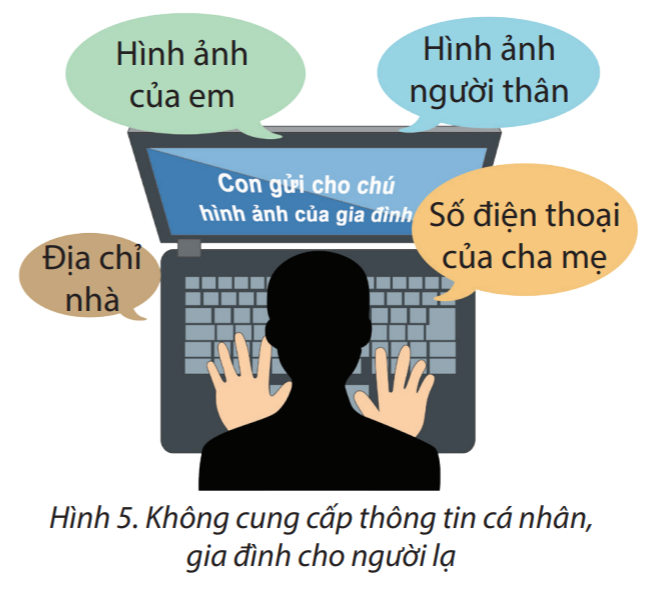 Hình ảnh
của em
Hình ảnh
người thân
Con gửi cho chú
hình ảnh của gia đình
Số điện thoại
của cha mẹ
Địa chỉ
nhà
Hình 5. Không cung cấp thông tin cá nhân,
gia đình cho người lạ